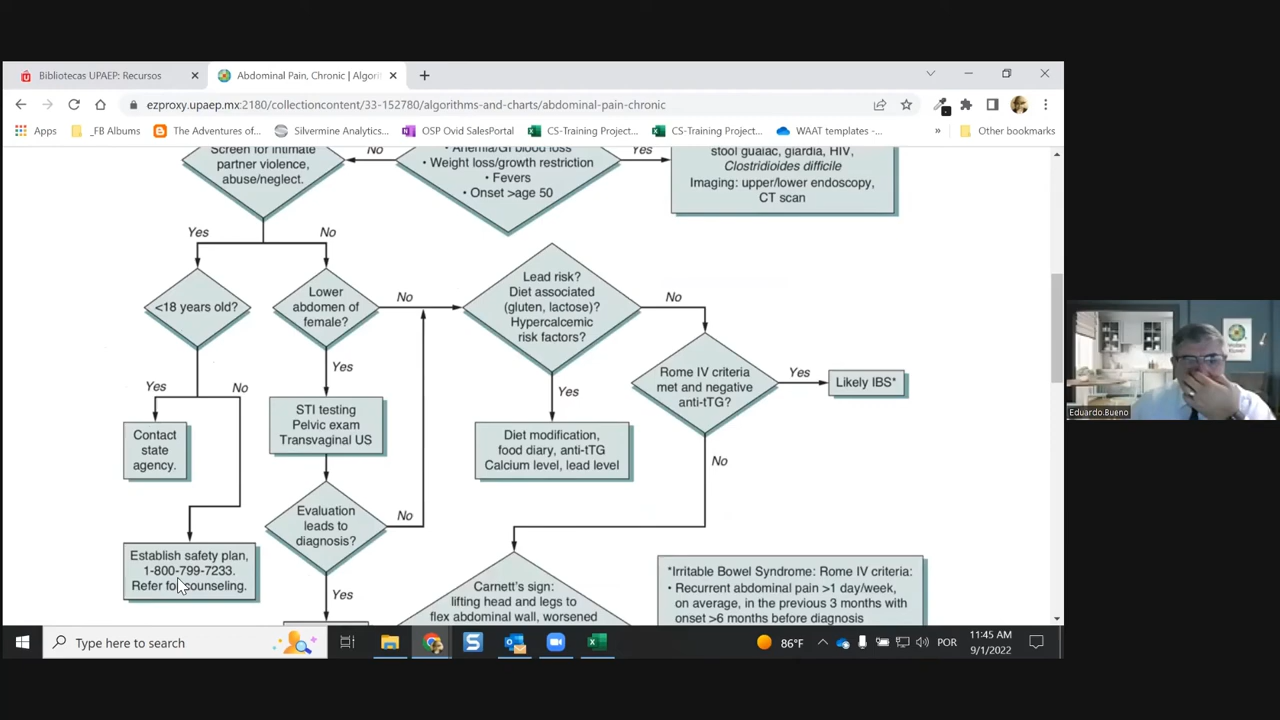 Bibliotecas UPAEP: Recursos
Abdominal Pain, Chronic | Algorit
ezproxy.upaep.mx:2180/collectioncontent/33-152780/algorithms-and-charts/abdominal-pain-chronic
Apps
_FB Albums
The Adventures of...
Silvermine Analytics...
OSP Ovid SalesPortal
CS-Training Project...
CS-Training Project...
WAAT templates -...
»
Other bookmarks
Screen for intimate
partner violence,
abuse/neglect.
No
• Anemia/GI blood loss
• Weight loss/growth restriction
• Fevers
• Onset >age 50
Yes
stool guaiac, giardia, HIV,
Clostridioides difficile
Imaging: upper/lower endoscopy,
CT scan
Yes
No
<18 years old?
Lower
abdomen of
female?
No
Lead risk?
Diet associated
(gluten, lactose)?
Hypercalcemic
risk factors?
No
Rome IV criteria
met and negative
anti-tTG?
Yes
Likely IBS*
Yes
No
Contact
state
agency.
Yes
STI testing
Pelvic exam
Transvaginal US
Yes
Diet modification,
food diary, anti-tTG
Calcium level, lead level
No
Evaluation
leads to
diagnosis?
No
Establish safety plan,
1-800-799-7233.
Refer for counseling.
Yes
Carnett's sign:
lifting head and legs to
flex abdominal wall, worsened
*Irritable Bowel Syndrome: Rome IV criteria:
• Recurrent abdominal pain >1 day/week,
on average, in the previous 3 months with
onset >6 months before diagnosis
Wolters
Kluwer
Eduardo.Bueno
Type here to search
86°F
POR
11:45 AM
9/1/2022